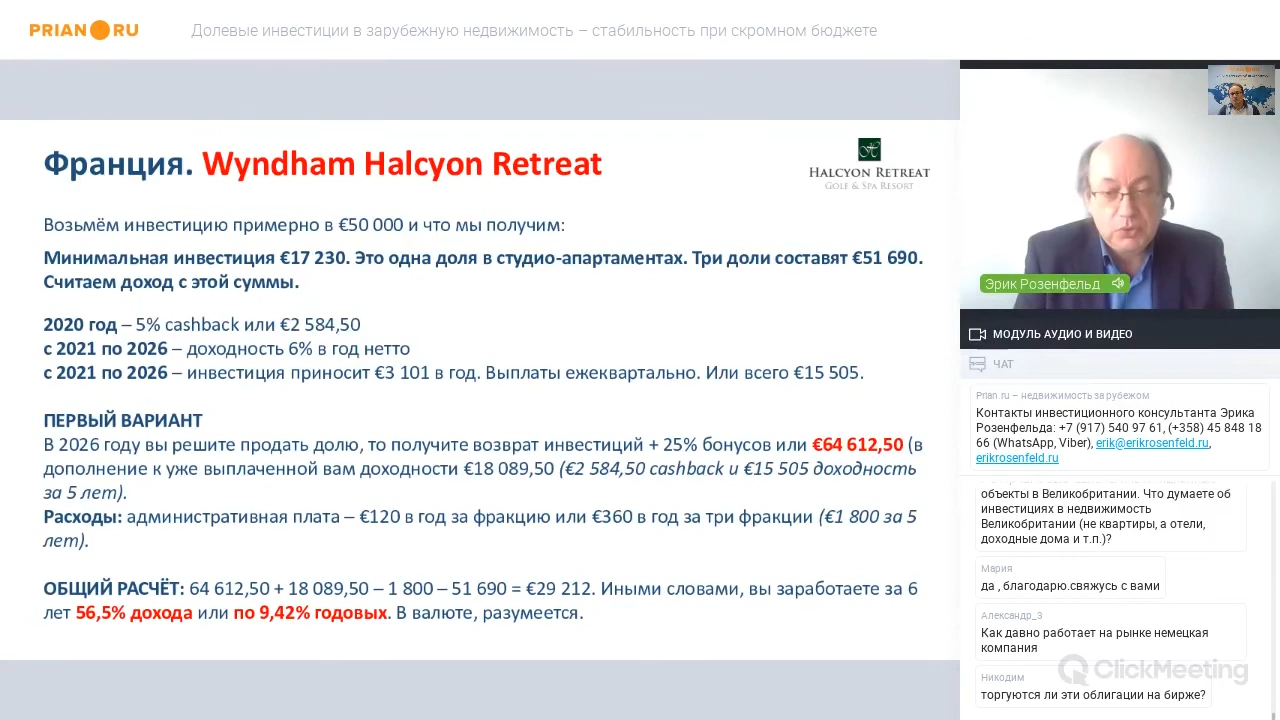 PRIAN RU
Долевые инвестиции в зарубежную недвижимость – стабильность при скромном бюджете
Франция. Wyndham Halcyon Retreat
HALCYON RETREAT
GOLF & SPA RESORT
Возьмём инвестицию примерно в €50 000 и что мы получим:
Минимальная инвестиция €17 230. Это одна доля в студио-апартаментах. Три доли составят €51 690.
Считаем доход с этой суммы.
2020 год – 5% cashback или €2 584,50
с 2021 по 2026 – доходность 6% в год нетто
с 2021 по 2026 – инвестиция приносит €3 101 в год. Выплаты ежеквартально. Или всего €15 505.
ПЕРВЫЙ ВАРИАНТ
В 2026 году вы решите продать долю, то получите возврат инвестиций + 25% бонусов или €64 612,50 (в
дополнение к уже выплаченной вам доходности €18 089,50 (€2 584,50 cashback и €15 505 доходность
за 5 лет).
Расходы: административная плата – €120 в год за фракцию или €360 в год за три фракции (€1 800 за 5
лет).
ОБЩИЙ РАСЧЁТ: 64 612,50 + 18 089,50 – 1 800 – 51 690 = €29 212. Иными словами, вы заработаете за 6
лет 56,5% дохода или по 9,42% годовых. В валюте, разумеется.
Эрик Розенфельд
МОДУЛЬ АУДИО И ВИДЕО
ЧАТ
Prian.ru – недвижимость за рубежом
Контакты инвестиционного консультанта Эрика
Розенфельда: +7 (917) 540 97 61, (+358) 45 848 18
66 (WhatsApp, Viber), erik@erikrosenfeld.ru,
erikrosenfeld.ru
объекты в Великобритании. Что думаете об
инвестициях в недвижимость
Великобритании (не квартиры, а отели,
доходные дома и т.п.)?
Мария
да , благодарю.свяжусь с вами
Александр_3
Как давно работает на рынке немецкая
компания
ClickMeeting
Никодим
торгуются ли эти облигации на бирже?